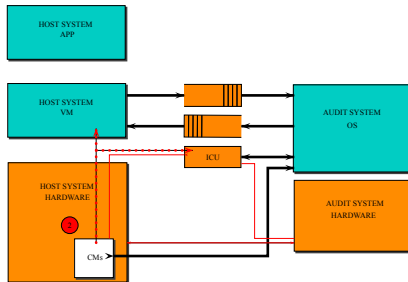 HOST SYSTEM
APP
HOST SYSTEM
VM
AUDIT SYSTEM
OS
ICU
HOST SYSTEM
HARDWARE
AUDIT SYSTEM
HARDWARE
CMs